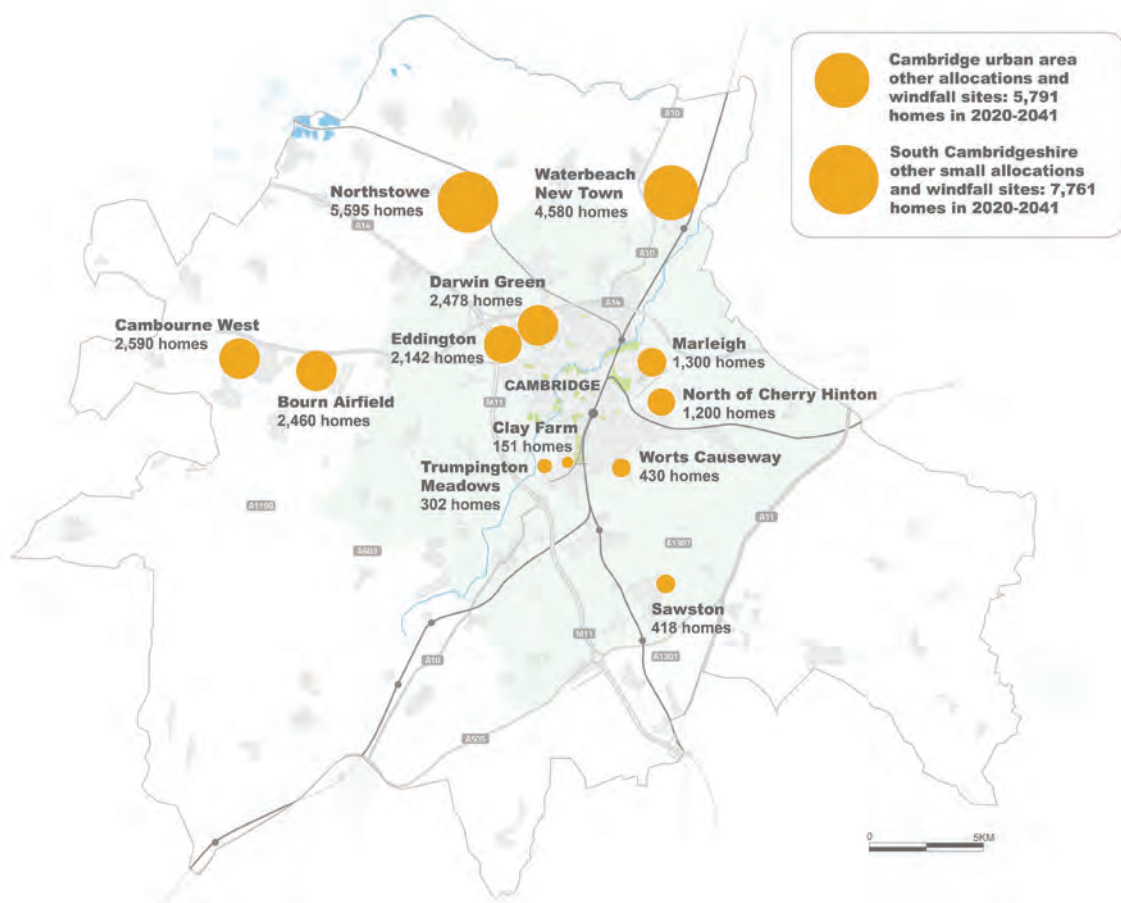 Cambridge urban area
other allocations and
windfall sites: 5,791
homes in 2020-2041
South Cambridgeshire
other small allocations
and windfall sites: 7,761
homes in 2020-2041
A10
Northstowe
5,595 homes
Waterbeach
New Town
4,580 homes
A14
A10
Darwin Green
2,478 homes
A14
Cambourne West
2,590 homes
Eddington
2,142 homes
Marleigh
1,300 homes
Bourn Airfield
2,460 homes
M11
CAMBRIDGE
North of Cherry Hinton
1,200 homes
Clay Farm
151 homes
Trumpington
Meadows
302 homes
Worts Causeway
430 homes
A1198
A11
A603
A1307
Sawston
418 homes
M11
A10
A1301
A505
0
5KM